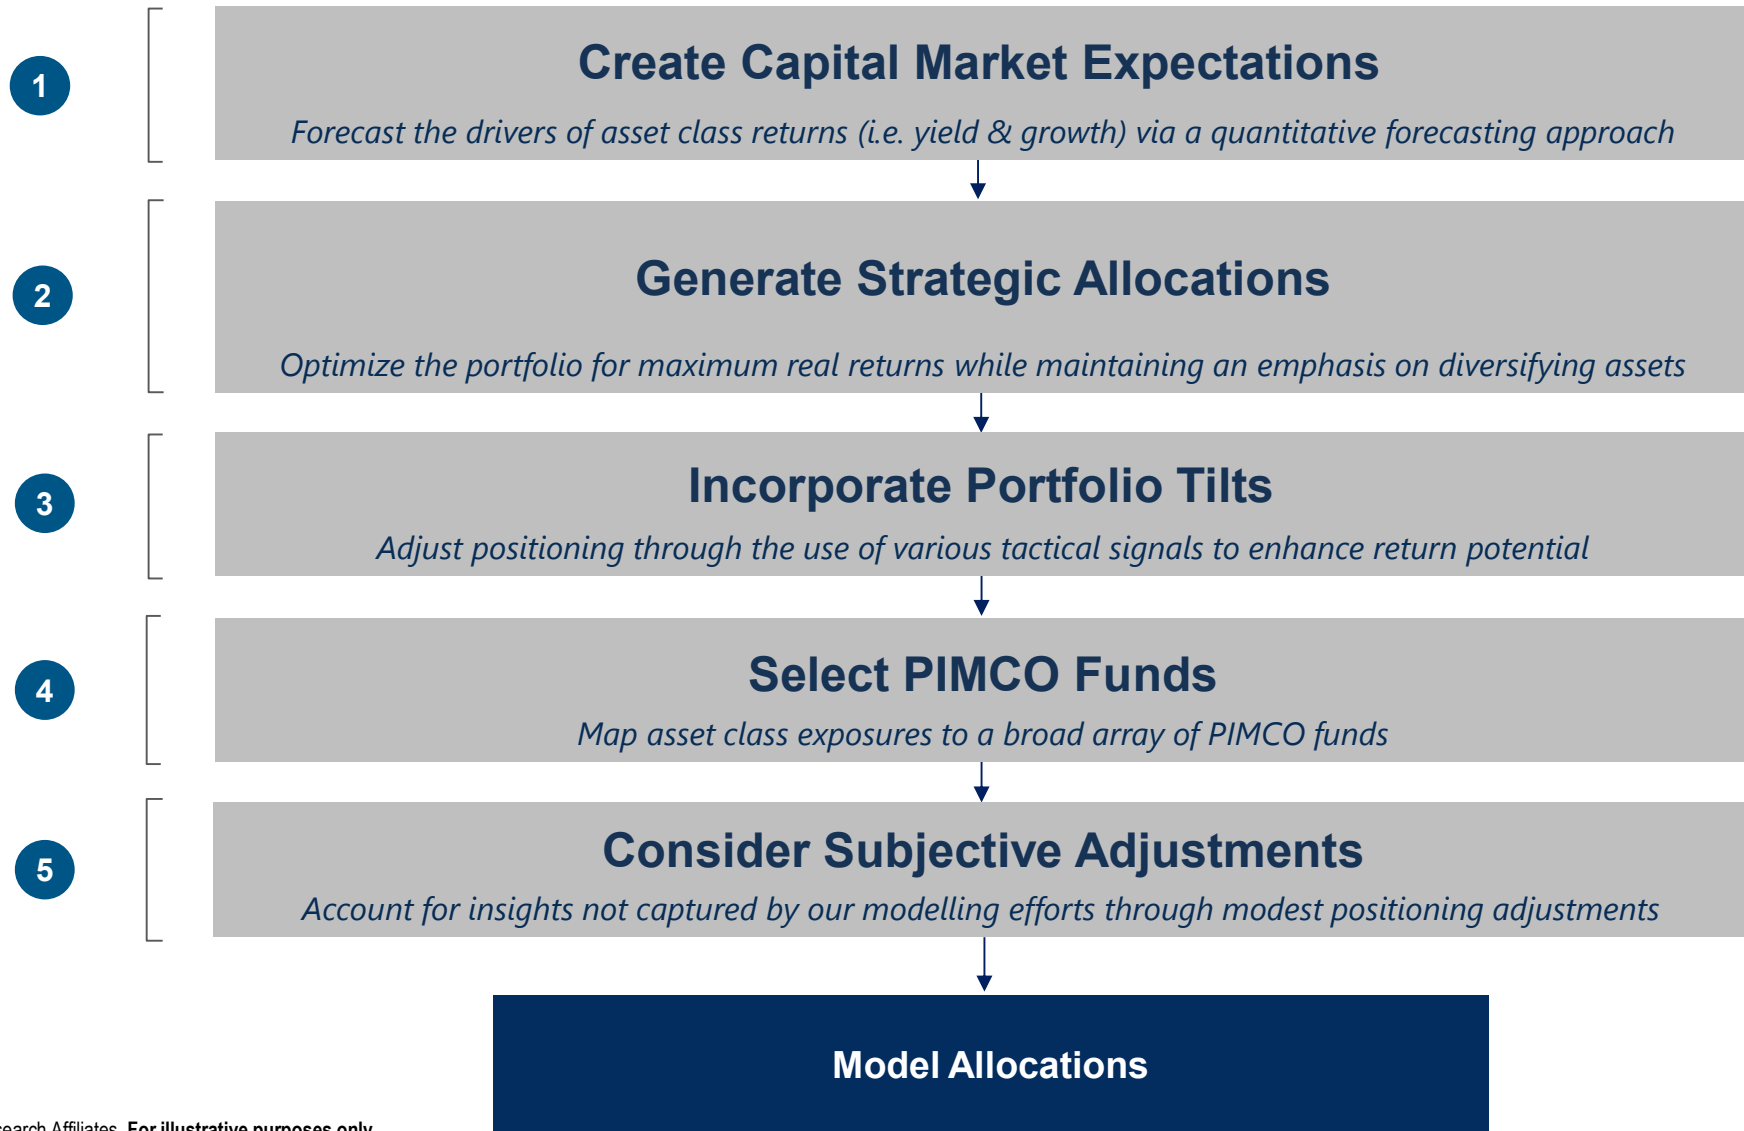 1
Create Capital Market Expectations
Forecast the drivers of asset class returns (i.e. yield & growth) via a quantitative forecasting approach
2
Generate Strategic Allocations
Optimize the portfolio for maximum real returns while maintaining an emphasis on diversifying assets
3
Incorporate Portfolio Tilts
Adjust positioning through the use of various tactical signals to enhance return potential
4
Select PIMCO Funds
Map asset class exposures to a broad array of PIMCO funds
5
Consider Subjective Adjustments
Account for insights not captured by our modelling efforts through modest positioning adjustments
Model Allocations
Affiliates. For illustrative purposes only